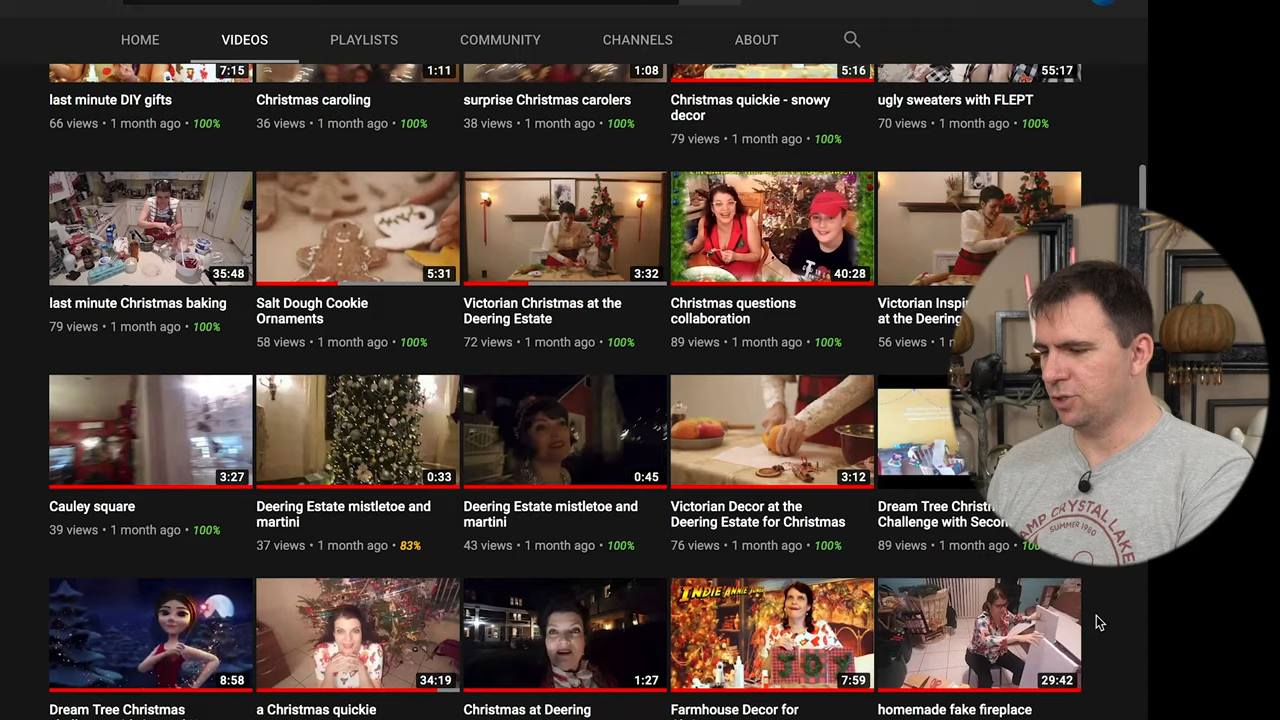 HOME VIDEOS PLAYLISTS COMMUNITY CHANNELS ABOUT
7:15 1:11 1:08 5:16 55:17
last minute DIY gifts
66 views • 1 month ago • 100%
Christmas caroling
36 views • 1 month ago • 100%
surprise Christmas carolers
38 views • 1 month ago • 100%
Christmas quickie - snowy
decor
79 views • 1 month ago • 100%
ugly sweaters with FLEPT
70 views • 1 month ago • 100%
35:48 5:31 3:32 40:28
last minute Christmas baking
79 views • 1 month ago • 100%
Salt Dough Cookie
Ornaments
58 views • 1 month ago • 100%
Victorian Christmas at the
Deering Estate
72 views • 1 month ago • 100%
Christmas questions
collaboration
89 views • 1 month ago • 100%
Victorian
at the Deering
56 views • 1
3:27 0:33 0:45 3:12
Cauley square
39 views • 1 month ago • 100%
Deering Estate mistletoe and
martini
37 views • 1 month ago • 83%
Deering Estate mistletoe and
martini
43 views • 1 month ago • 100%
Victorian Decor at the
Deering Estate for Christmas
76 views • 1 month ago • 100%
Dream Tree
Challenge with
89 views • 1 month ago •
CAMP CRYSTAL LAKE
SUMMER 1980
INDIE ANNIE
JOY
8:58 34:19 1:27 7:59 29:42
Dream Tree Christmas
a Christmas quickie
Christmas at Deering
Farmhouse Decor for
homemade fake fireplace